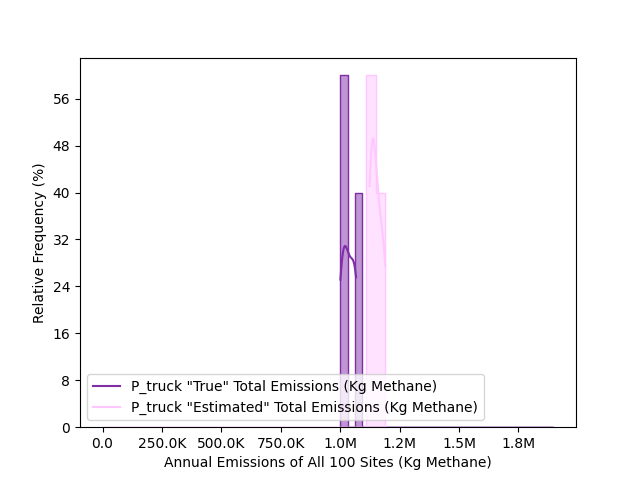 56
48
40
32
24
16
8
0
Relative Frequency (%)
P_truck "True" Total Emissions (Kg Methane)
P_truck "Estimated" Total Emissions (Kg Methane)
0.0 250.0K 500.0K 750.0K 1.0M 1.2M 1.5M 1.8M
Annual Emissions of All 100 Sites (Kg Methane)